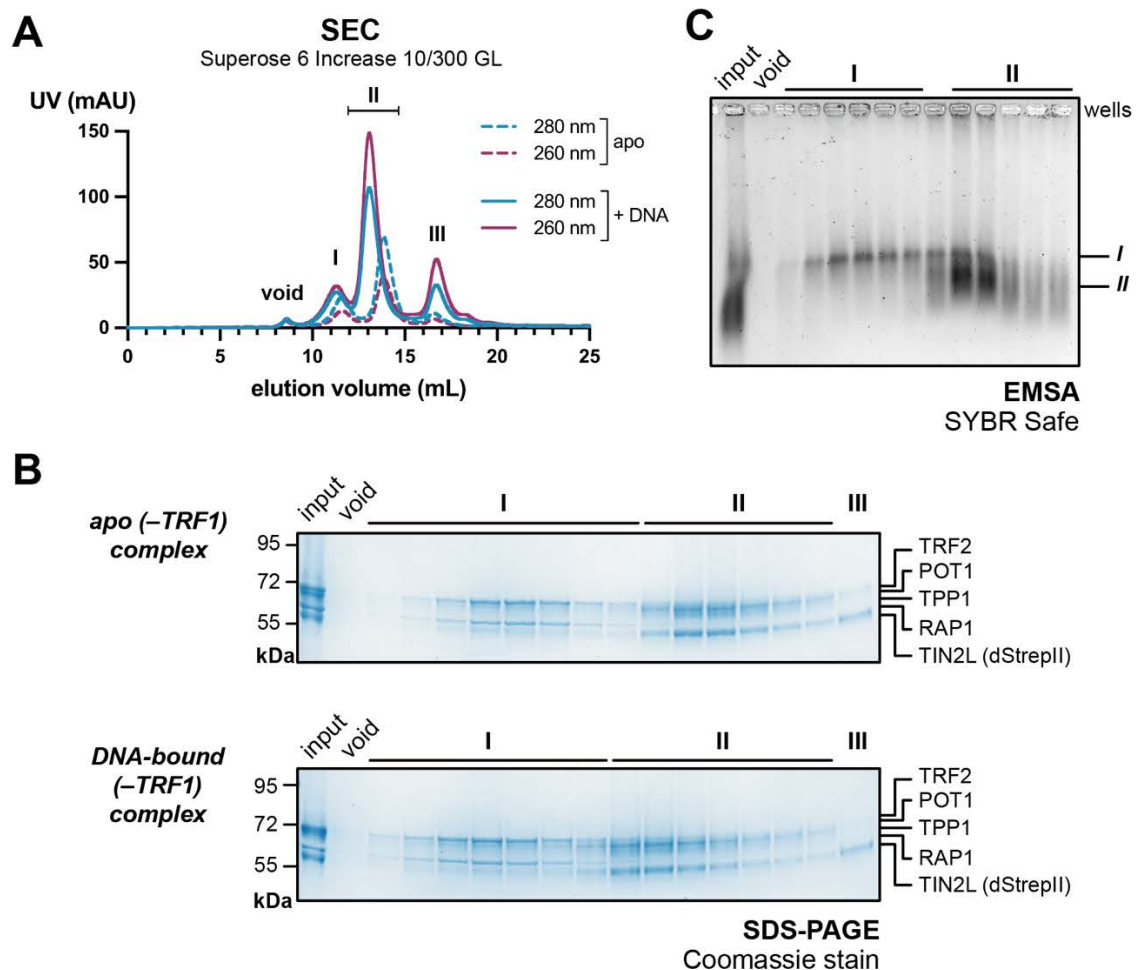 A
SEC
Superose 6 Increase 10/300 GL
UV (mAU)
150
100
50
0
II
I
III
void
280 nm
260 nm
apo
280 nm
260 nm
+ DNA
0 5 10 15 20 25
elution volume (mL)
C
input void I II
wells
I
II
EMSA
SYBR Safe
B
apo (–TRF1)
complex
input void I II III
95
72
55
kDa
TRF2
POT1
TPP1
RAP1
TIN2L (dStrepII)
DNA-bound
(–TRF1)
complex
input void I II III
95
72
55
kDa
TRF2
POT1
TPP1
RAP1
TIN2L (dStrepII)
SDS-PAGE
Coomassie stain